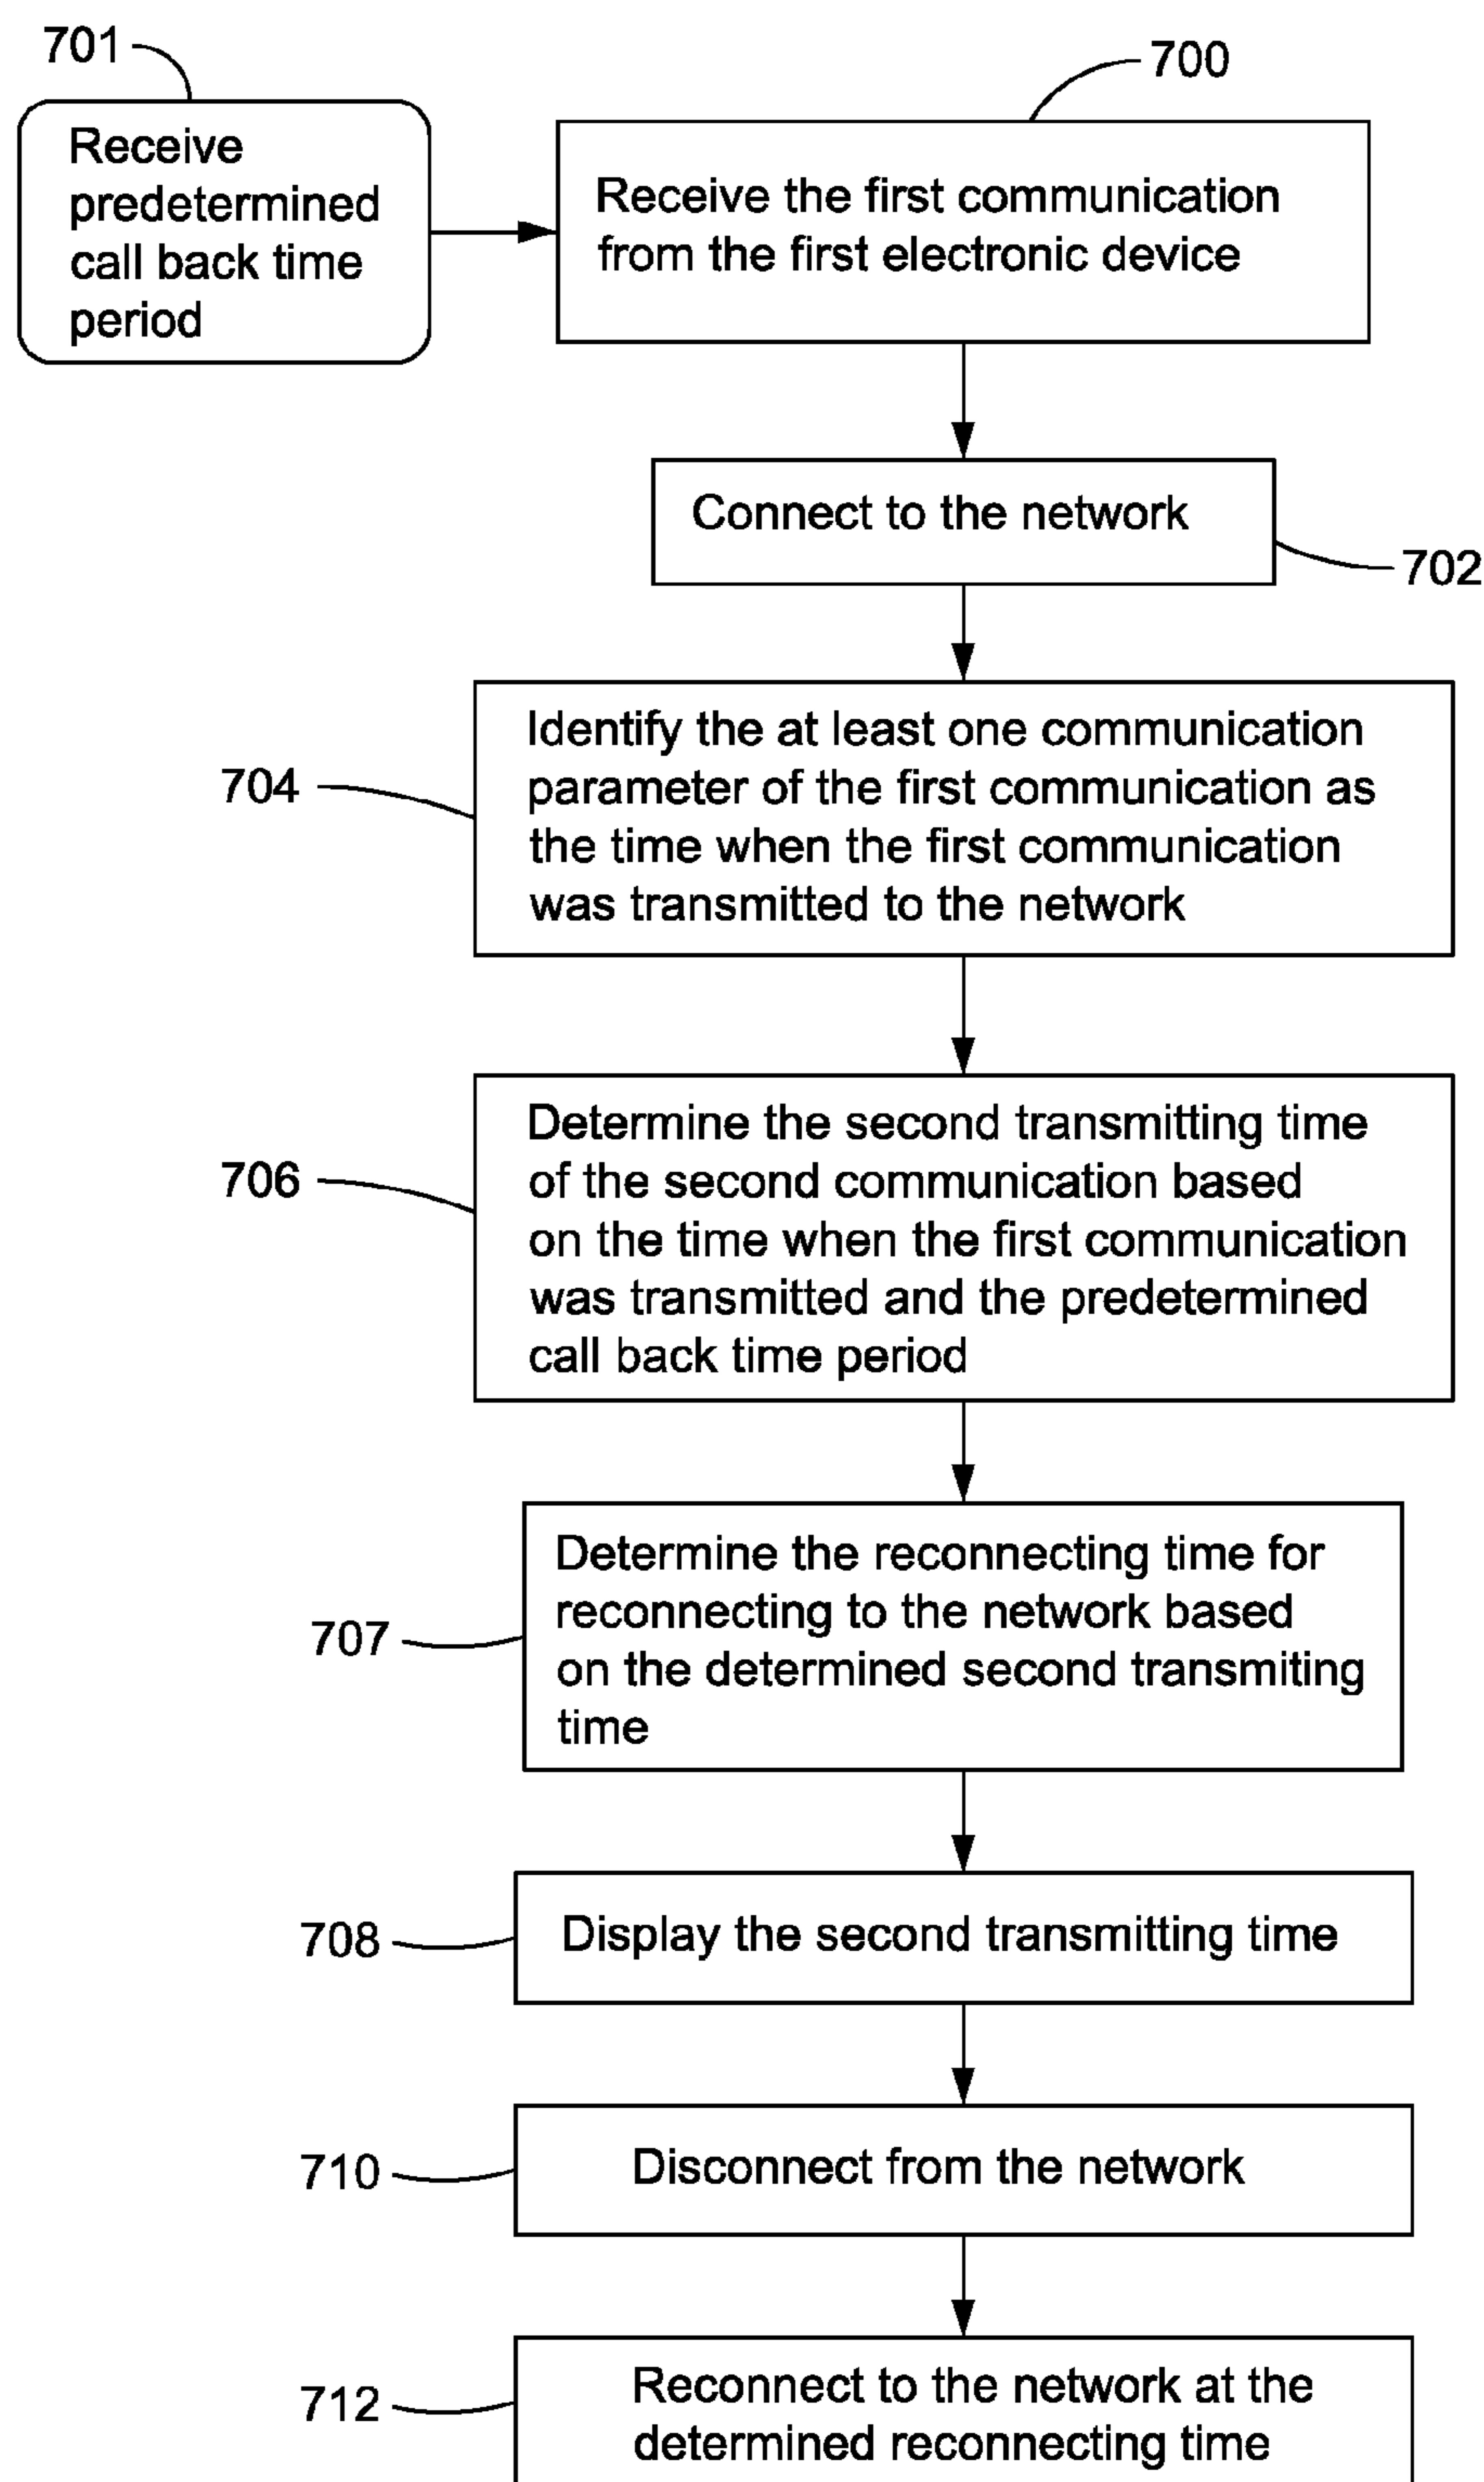 701
Receive
predetermined
call back time
period
700
Receive the first communication
from the first electronic device
Connect to the network
702
704
Identify the at least one communication
parameter of the first communication as
the time when the first communication
was transmitted to the network
706
Determine the second transmitting time
of the second communication based
on the time when the first communication
was transmitted and the predetermined
call back time period
707
Determine the reconnecting time for
reconnecting to the network based
on the determined second transmiting
time
708
Display the second transmitting time
710
Disconnect from the network
712
Reconnect to the network at the
determined reconnecting time